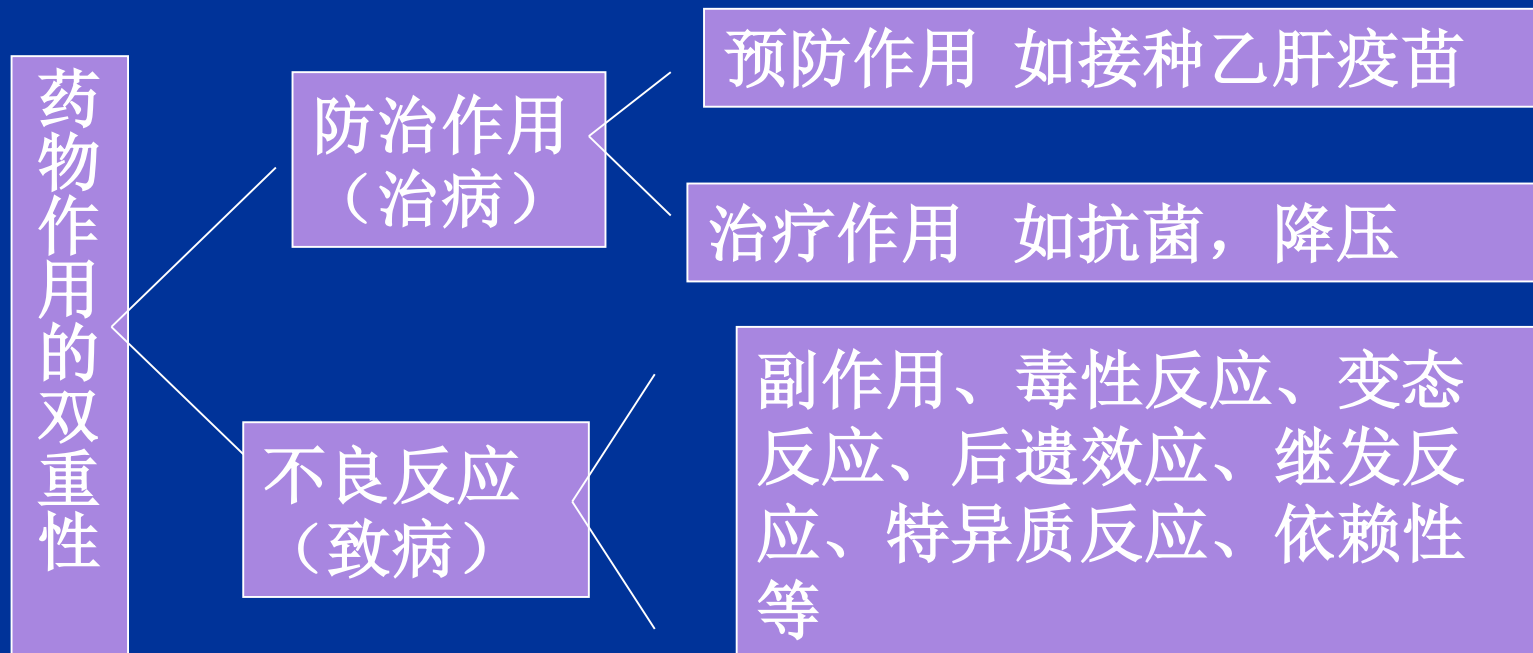 药物作用的双重性
防治作用
（治病）
预防作用 如接种乙肝疫苗
治疗作用 如抗菌，降压
不良反应
（致病）
副作用、毒性反应、变态
反应、后遗效应、继发反
应、特异质反应、依赖性
等